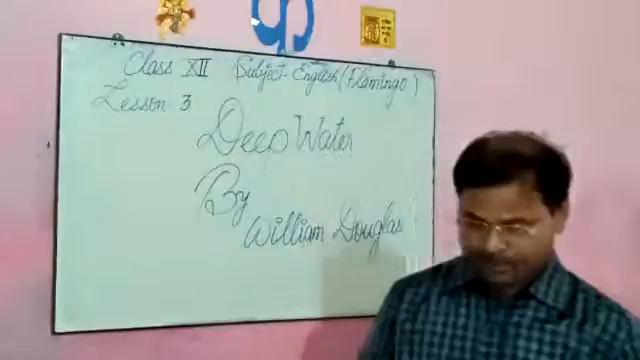 Class XII Subject- English (Flamingo)
Lesson- 3
Deep Water
By
William Douglas